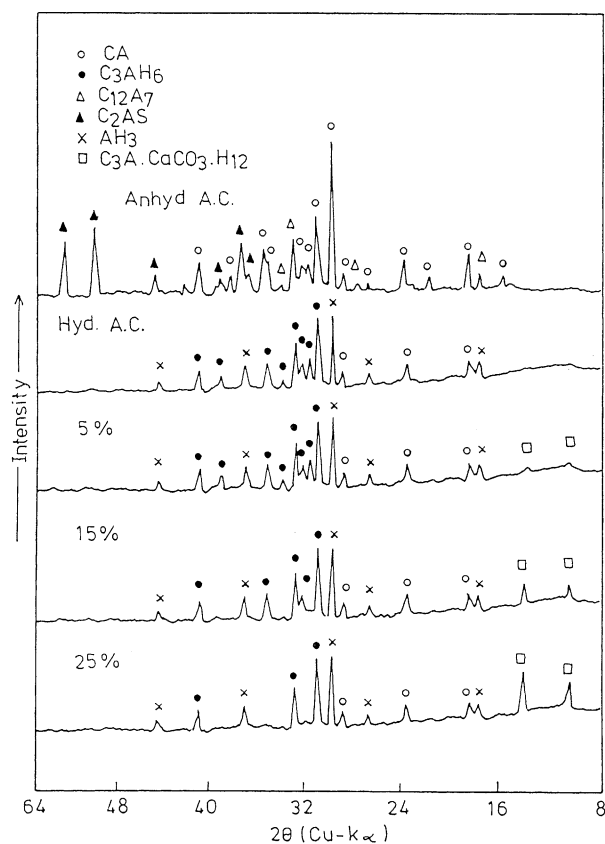 ○ CA
● C3AH6
△ C12A7
▲ C2AS
× AH3
□ C3A.CaCO3.H12
Anhyd A.C.
Hyd. A.C.
5%
15%
25%
Intensity
64 48 40 32 24 16 8
2θ (Cu-kα)